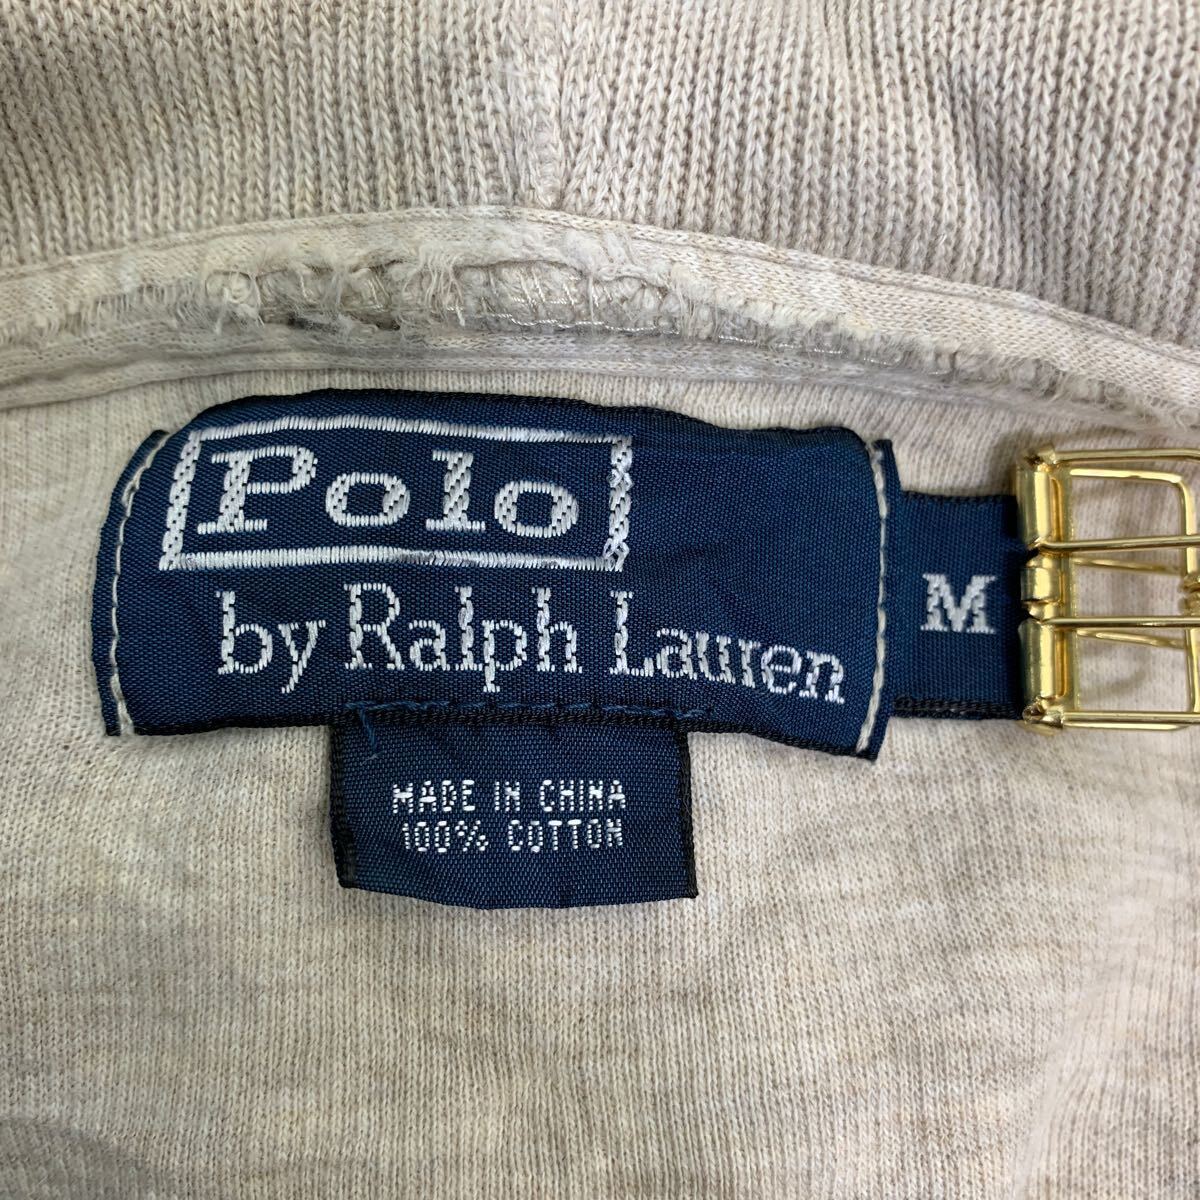 Polo
by Ralph Lauren
M
MADE IN CHINA
100% COTTON